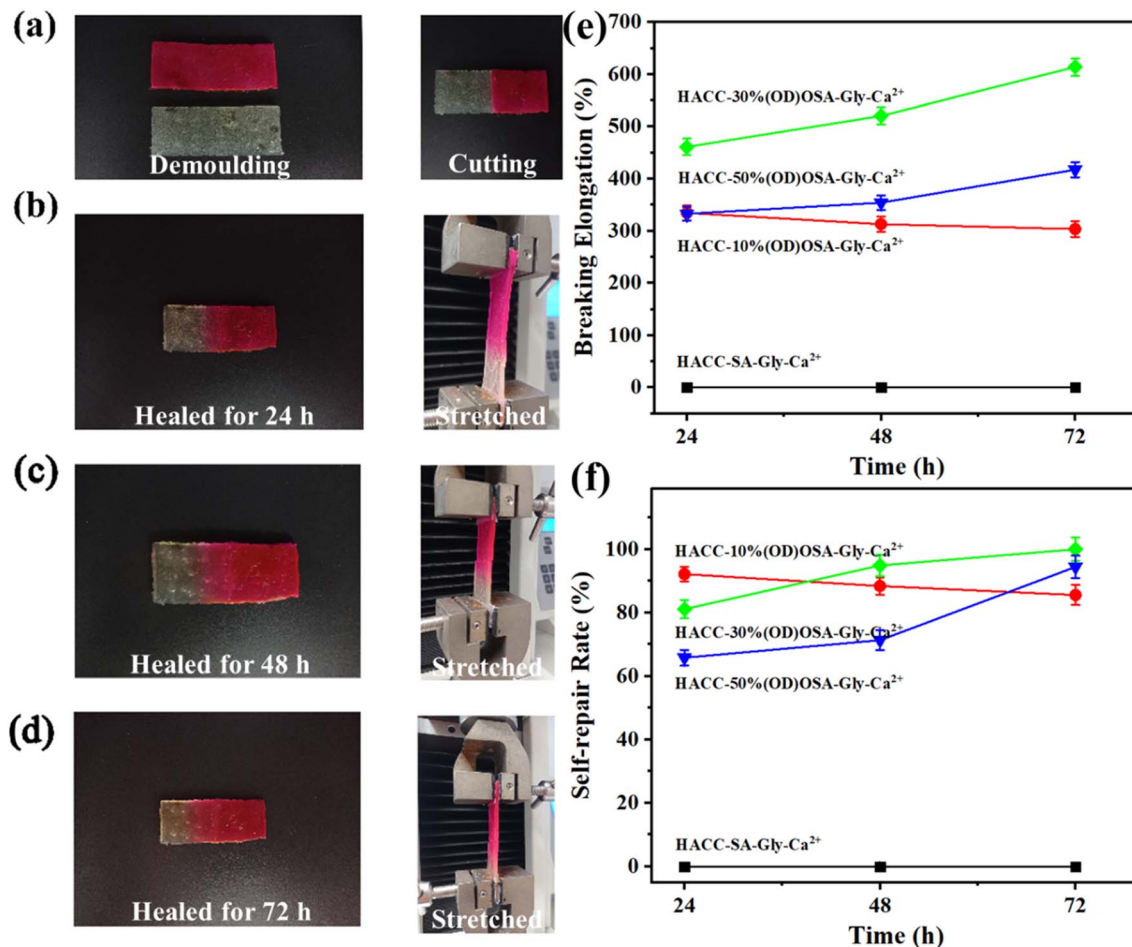 (a)
Demoulding
Cutting
(b)
Healed for 24 h
Stretched
(c)
Healed for 48 h
Stretched
(d)
Healed for 72 h
Stretched
(e)
Breaking Elongation (%)
700
600
500
400
300
200
100
0
HACC-30%(OD)OSA-Gly-Ca²⁺
HACC-50%(OD)OSA-Gly-Ca²⁺
HACC-10%(OD)OSA-Gly-Ca²⁺
HACC-SA-Gly-Ca²⁺
24 48 72
Time (h)
(f)
Self-repair Rate (%)
100
80
60
40
20
0
HACC-10%(OD)OSA-Gly-Ca²⁺
HACC-30%(OD)OSA-Gly-Ca²⁺
HACC-50%(OD)OSA-Gly-Ca²⁺
HACC-SA-Gly-Ca²⁺
24 48 72
Time (h)